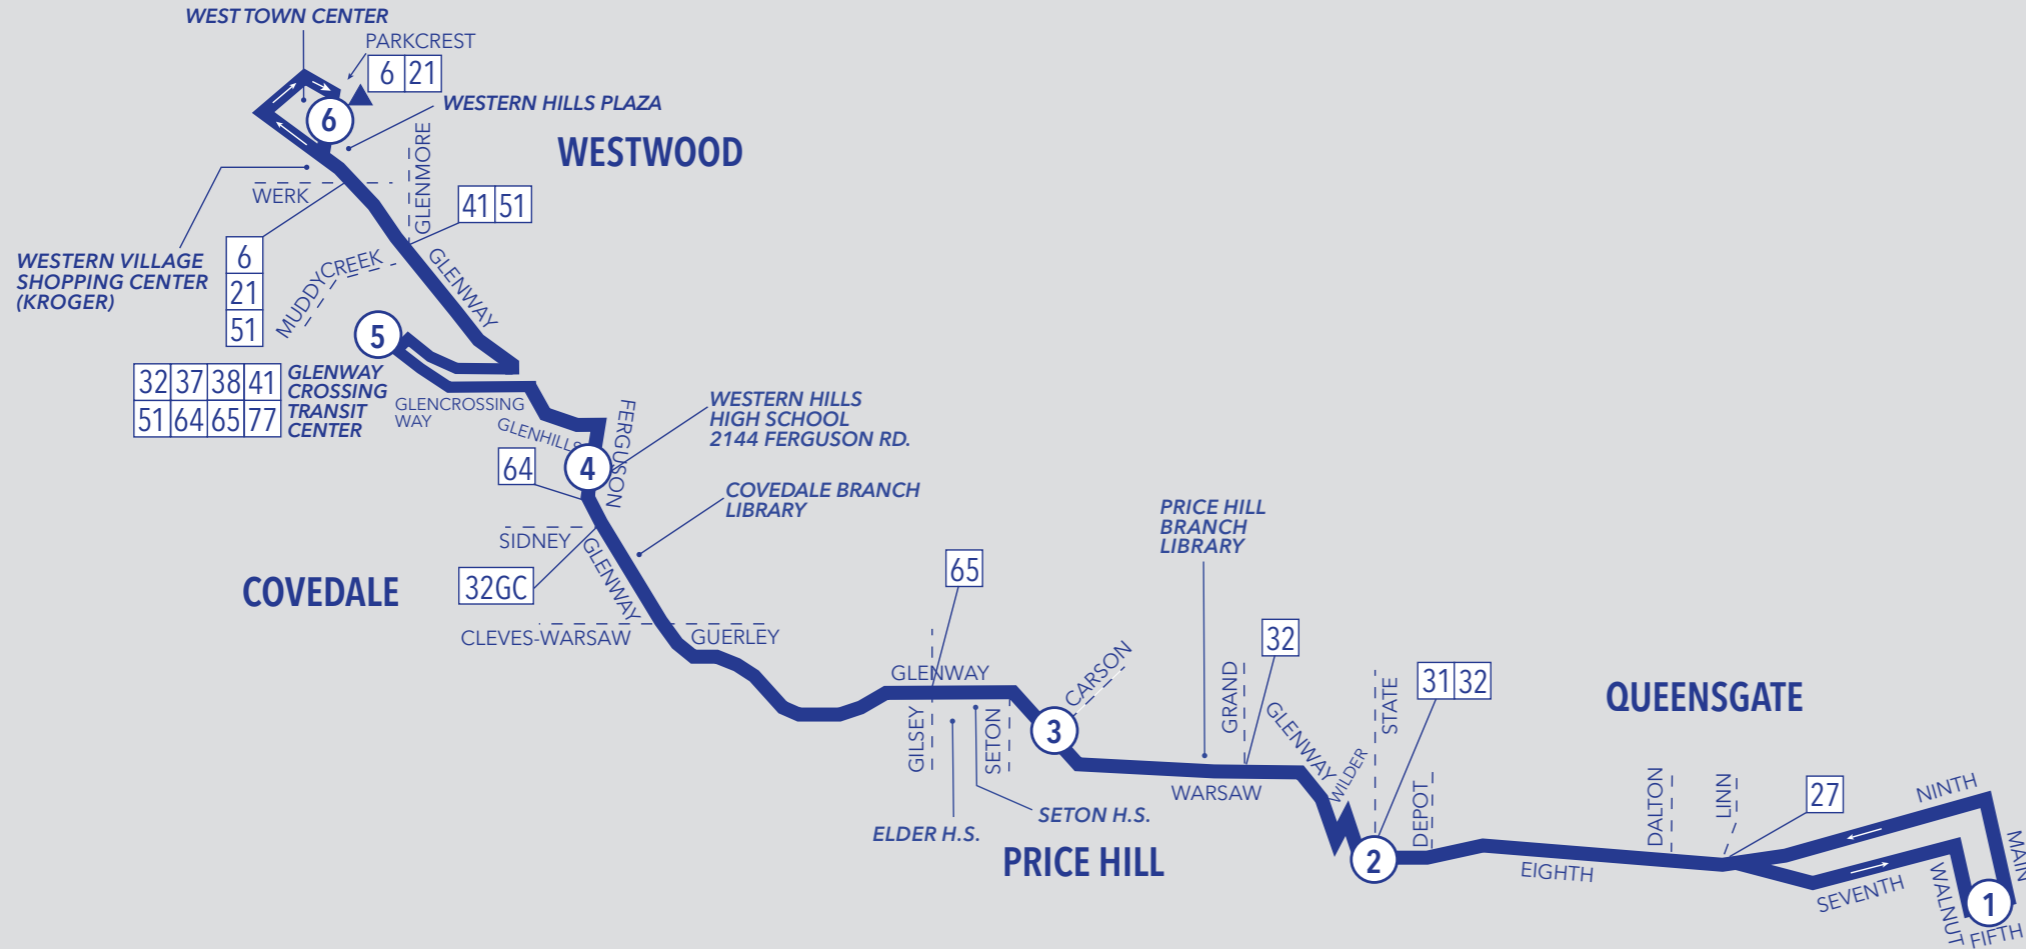 WEST TOWN CENTER
PARKCREST
6 21
6
WESTERN HILLS PLAZA
GLENMORE
WESTWOOD
WERK
41 51
WESTERN VILLAGE
SHOPPING CENTER
(KROGER)
6
21
51
MUDDY CREEK
GLENWAY
5
32 37 38 41
51 64 65 77
GLENWAY
CROSSING
TRANSIT
CENTER
GLENCROSSING
WAY
GLENHILLS
FERGUSON
WESTERN HILLS
HIGH SCHOOL
2144 FERGUSON RD.
64
4
COVEDALE BRANCH
LIBRARY
SIDNEY
GLENWAY
COVEDALE
32GC
CLEVES-WARSAW
GUERLEY
65
PRICE HILL
BRANCH
LIBRARY
GLENWAY
GILSEY
SETON
CARSON
3
GRAND
32
GLENWAY
WILDER
STATE
31 32
QUEENSGATE
WARSAW
ELDER H.S.
SETON H.S.
PRICE HILL
2
DEPOT
EIGHTH
DALTON
LINN
27
NINTH
MAIN
SEVENTH
WALNUT
1
FIFTH